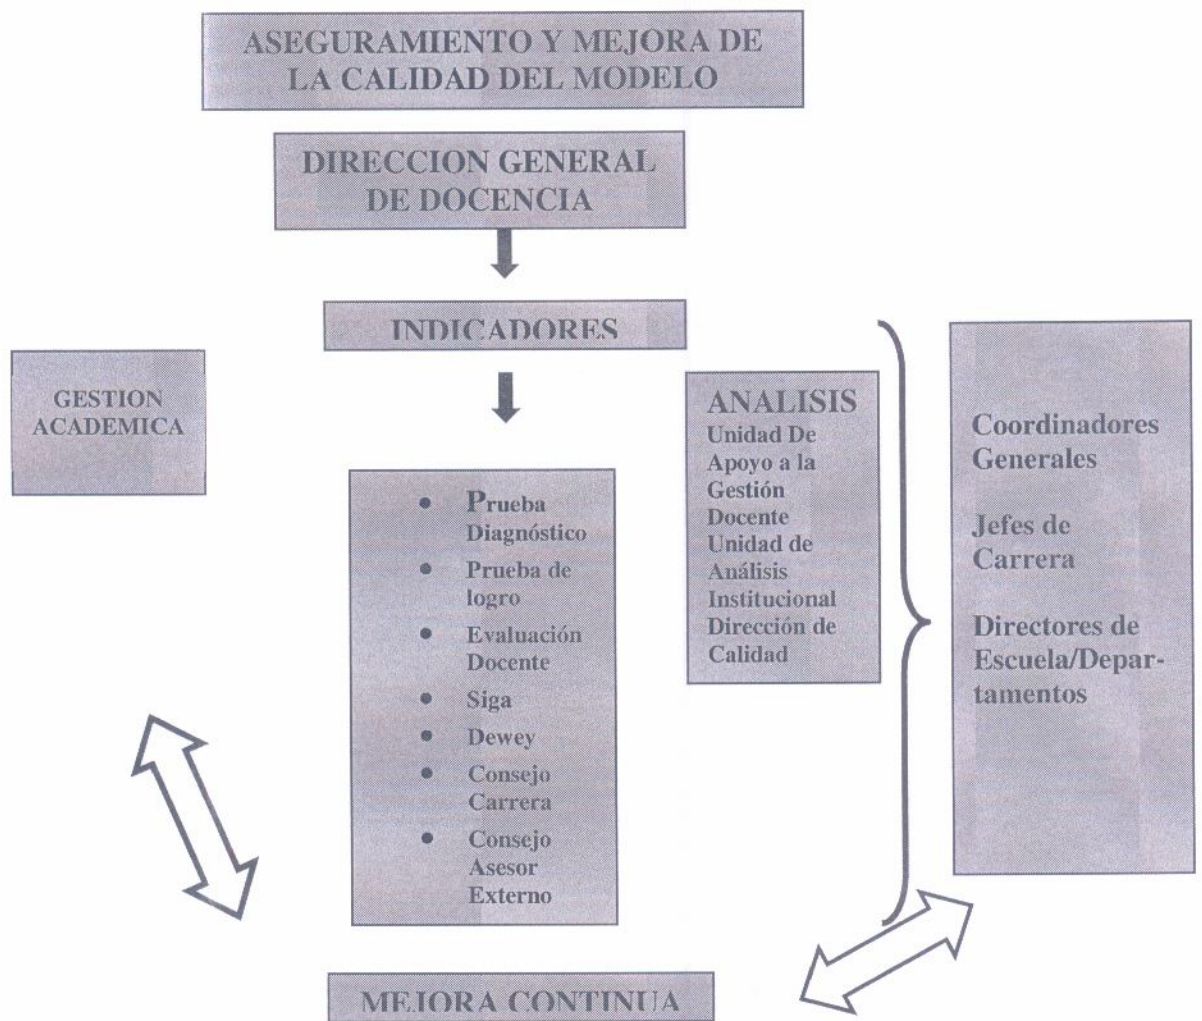 ASEGURAMIENTO Y MEJORA DE
LA CALIDAD DEL MODELO
DIRECCION GENERAL
DE DOCENCIA
INDICADORES
GESTION
ACADEMICA
• Prueba
Diagnóstico
• Prueba de
logro
• Evaluación
Docente
• Siga
• Dewey
• Consejo
Carrera
• Consejo
Asesor
Externo
ANALISIS
Unidad De
Apoyo a la
Gestión
Docente
Unidad de
Análisis
Institucional
Dirección de
Calidad
Coordinadores
Generales
Jefes de
Carrera
Directores de
Escuela/Depar-
tamentos
MEJORA CONTINUA